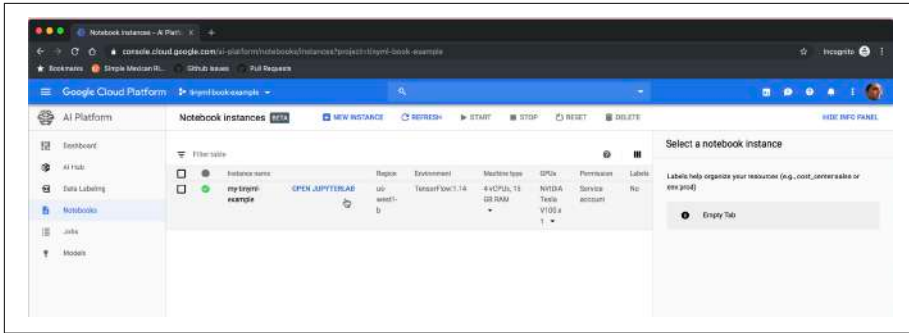 Notebook instances - AI Platf
console.cloud.google.com/ai-platform/notebooks/instances?project=tinyml-book-example
Incognito
Bookmarks
Simple Mexican Ri...
Github Issues
Pull Requests
Google Cloud Platform
tinyml-book-example
AI Platform
Notebook instances BETA
NEW INSTANCE
REFRESH
START
STOP
RESET
DELETE
HIDE INFO PANEL
Dashboard
AI Hub
Data Labeling
Notebooks
Jobs
Models
Filter table
Instance name
Region
Environment
Machine type
GPUs
Permission
Labels
my-tinyml-example
OPEN JUPYTERLAB
us-west1-b
TensorFlow:1.14
4 vCPUs, 15 GB RAM
NVIDIA Tesla V100 x 1
Service account
No
Select a notebook instance
Labels help organize your resources (e.g., cost_center:sales or env:prod)
Empty Tab